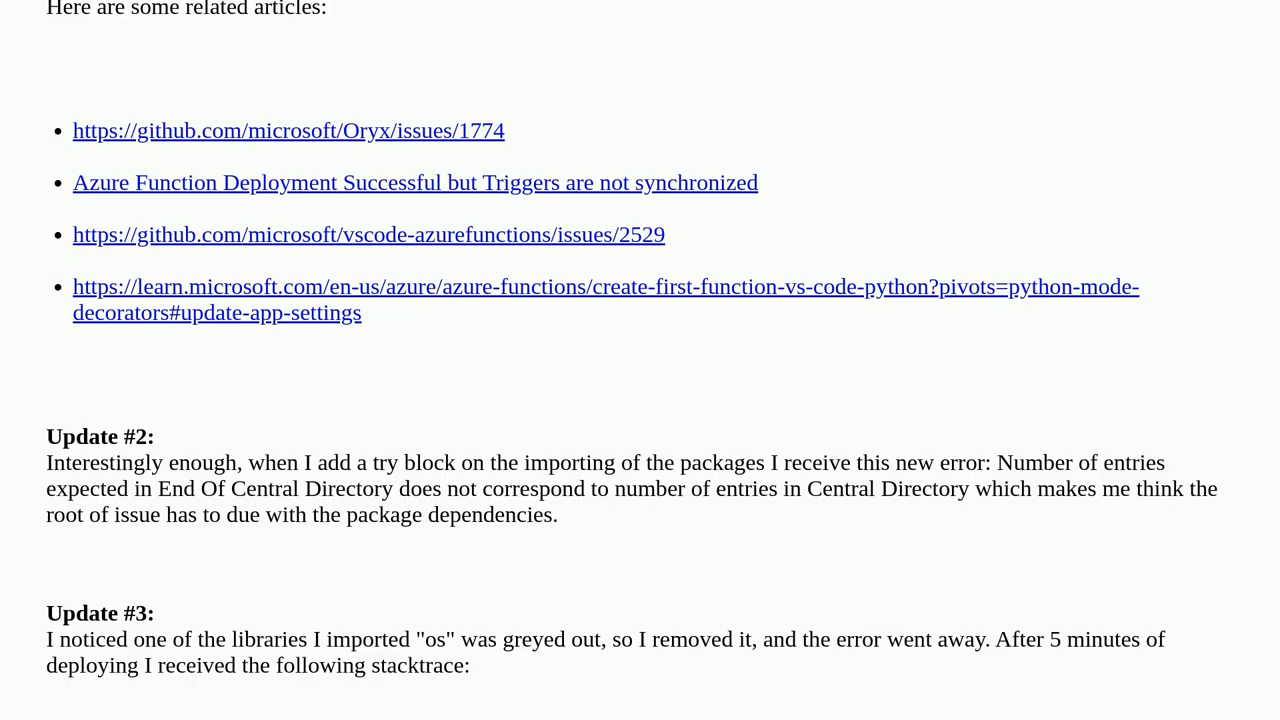 Here are some related articles:
• https://github.com/microsoft/Oryx/issues/1774
• Azure Function Deployment Successful but Triggers are not synchronized
• https://github.com/microsoft/vscode-azurefunctions/issues/2529
• https://learn.microsoft.com/en-us/azure/azure-functions/create-first-function-vs-code-python?pivots=python-mode-
decorators#update-app-settings
Update #2:
Interestingly enough, when I add a try block on the importing of the packages I receive this new error: Number of entries
expected in End Of Central Directory does not correspond to number of entries in Central Directory which makes me think the
root of issue has to due with the package dependencies.
Update #3:
I noticed one of the libraries I imported "os" was greyed out, so I removed it, and the error went away. After 5 minutes of
deploying I received the following stacktrace: